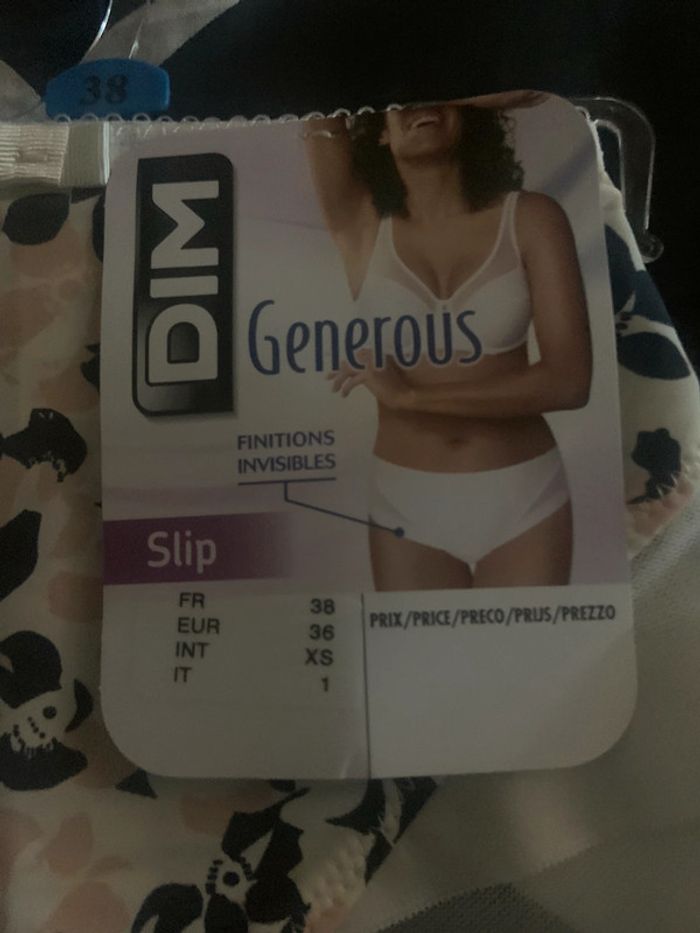 38
DIM
Generous
FINITIONS
INVISIBLES
Slip
FR 38
EUR 36
INT XS
IT 1
PRIX/PRICE/PRECO/PRIJS/PREZZO